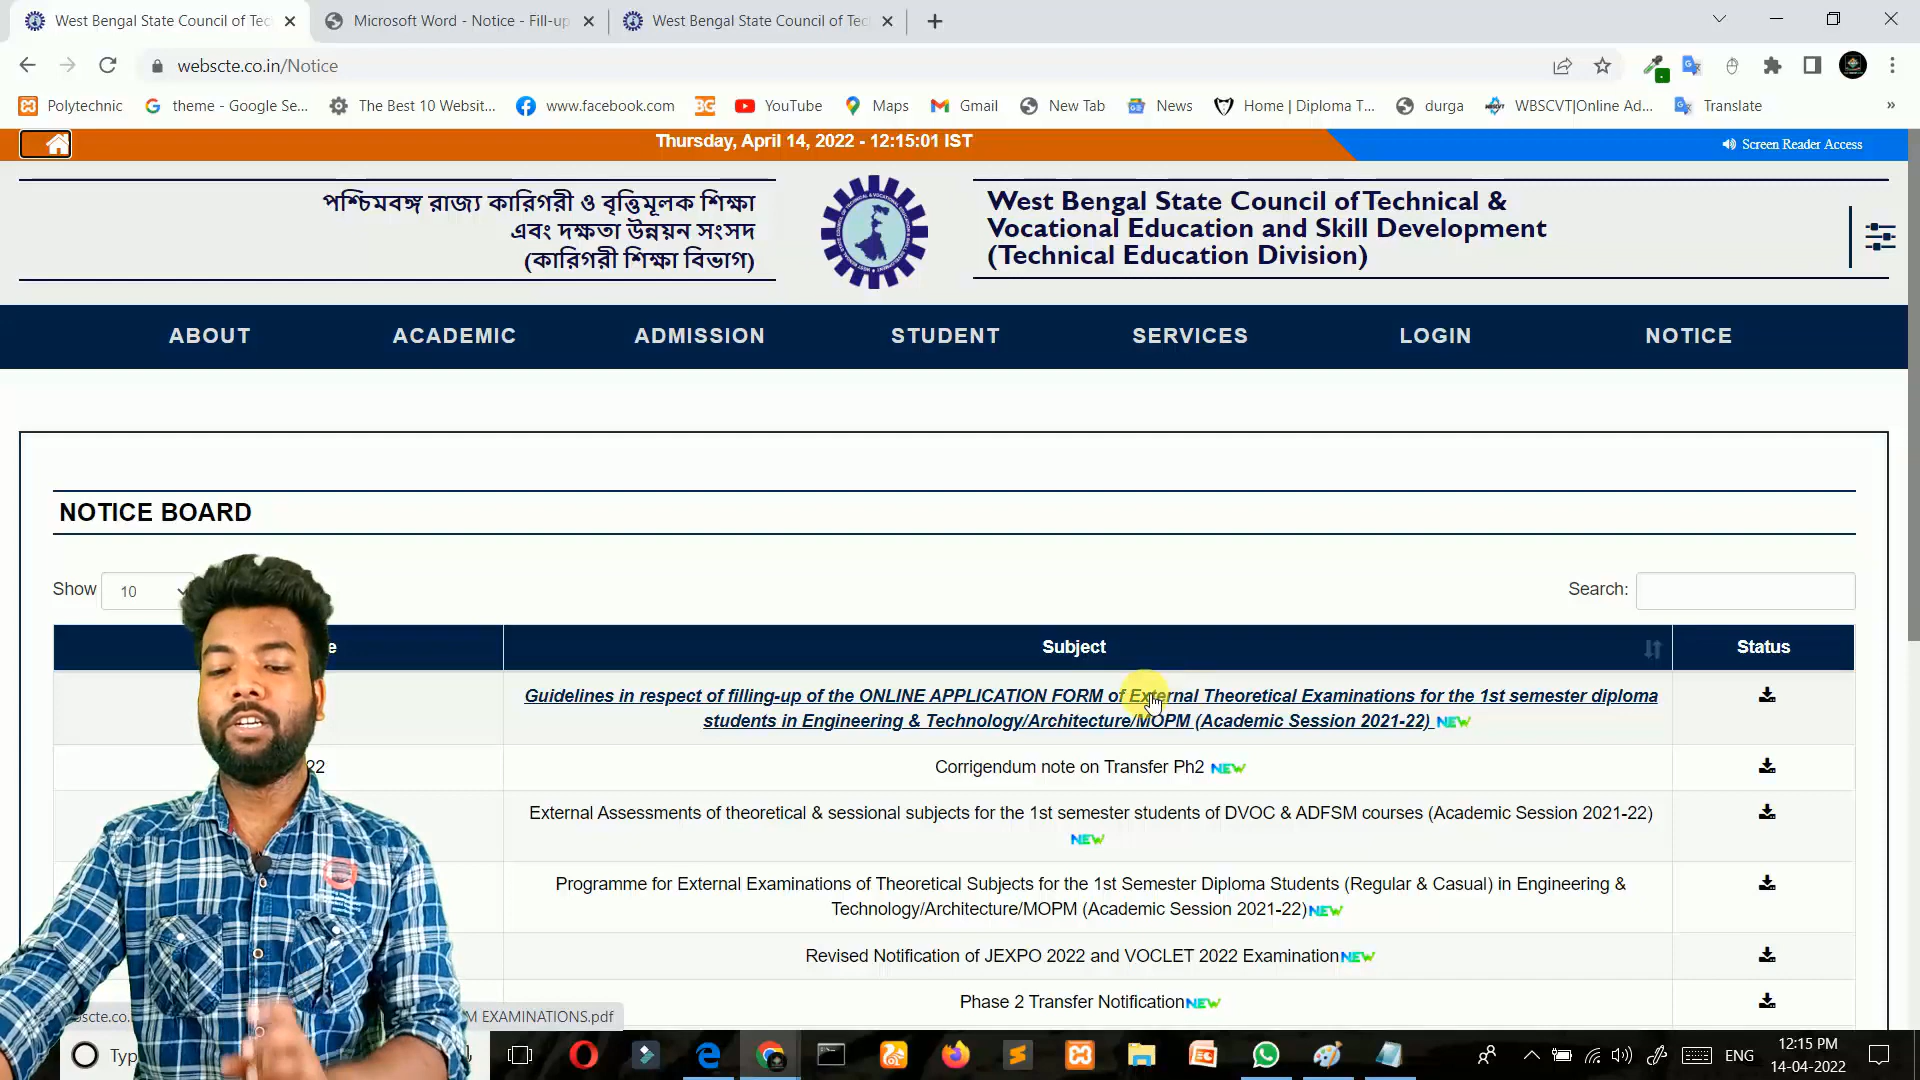 West Bengal State Council of Tec
Microsoft Word - Notice - Fill-up
West Bengal State Council of Tec
webscte.co.in/Notice
Polytechnic
theme - Google Se...
The Best 10 Websit...
www.facebook.com
YouTube
Maps
Gmail
New Tab
News
Home | Diploma T...
durga
WBSCVT|Online Ad...
Translate
»
Thursday, April 14, 2022 - 12:15:01 IST
Screen Reader Access
পশ্চিমবঙ্গ রাজ্য কারিগরী ও বৃত্তিমূলক শিক্ষা
এবং দক্ষতা উন্নয়ন সংসদ
(কারিগরী শিক্ষা বিভাগ)
West Bengal State Council of Technical &
Vocational Education and Skill Development
(Technical Education Division)
ABOUT
ACADEMIC
ADMISSION
STUDENT
SERVICES
LOGIN
NOTICE
NOTICE BOARD
Show
10
Search:
e
Subject
Status
Guidelines in respect of filling-up of the ONLINE APPLICATION FORM of External Theoretical Examinations for the 1st semester diploma
students in Engineering & Technology/Architecture/MOPM (Academic Session 2021-22) NEW
22
Corrigendum note on Transfer Ph2 NEW
External Assessments of theoretical & sessional subjects for the 1st semester students of DVOC & ADFSM courses (Academic Session 2021-22)
NEW
Programme for External Examinations of Theoretical Subjects for the 1st Semester Diploma Students (Regular & Casual) in Engineering &
Technology/Architecture/MOPM (Academic Session 2021-22)NEW
Revised Notification of JEXPO 2022 and VOCLET 2022 ExaminationNEW
Phase 2 Transfer NotificationNEW
scte.co.
M EXAMINATIONS.pdf
Typ
ENG
12:15 PM
14-04-2022